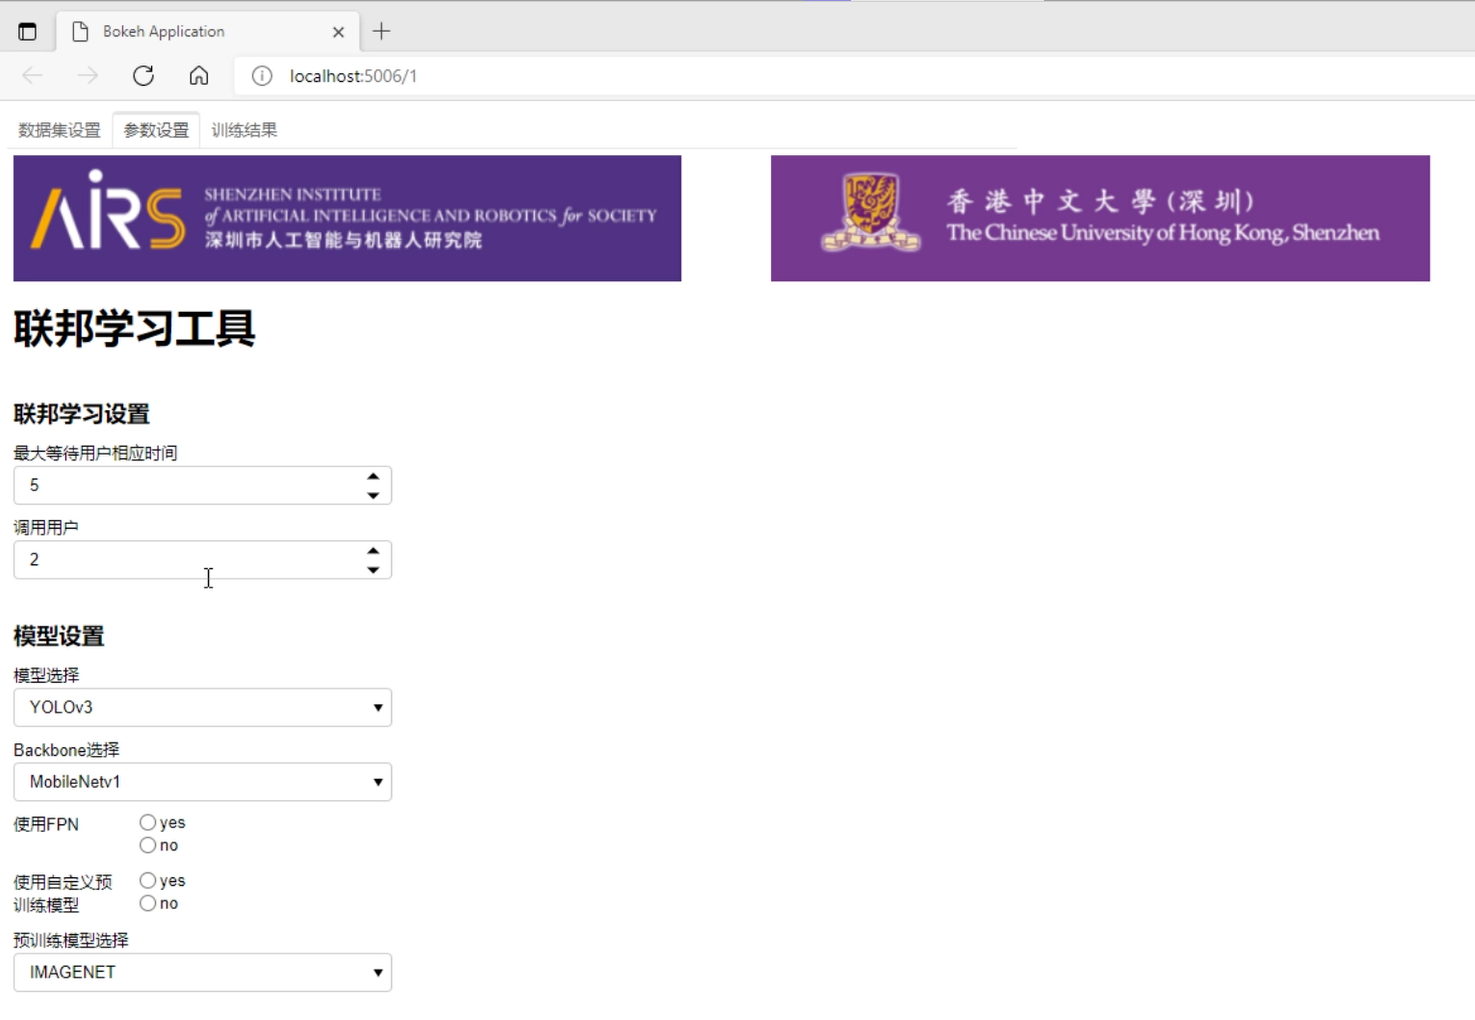 Bokeh Application
localhost:5006/1
数据集设置 参数设置 训练结果
AIRS
SHENZHEN INSTITUTE
of ARTIFICIAL INTELLIGENCE AND ROBOTICS for SOCIETY
深圳市人工智能与机器人研究院
香港中文大學(深圳)
The Chinese University of Hong Kong, Shenzhen
联邦学习工具
联邦学习设置
最大等待用户相应时间
5
调用用户
2
模型设置
模型选择
YOLOv3
Backbone选择
MobileNetv1
使用FPN yes
no
使用自定义预 yes
训练模型 no
预训练模型选择
IMAGENET